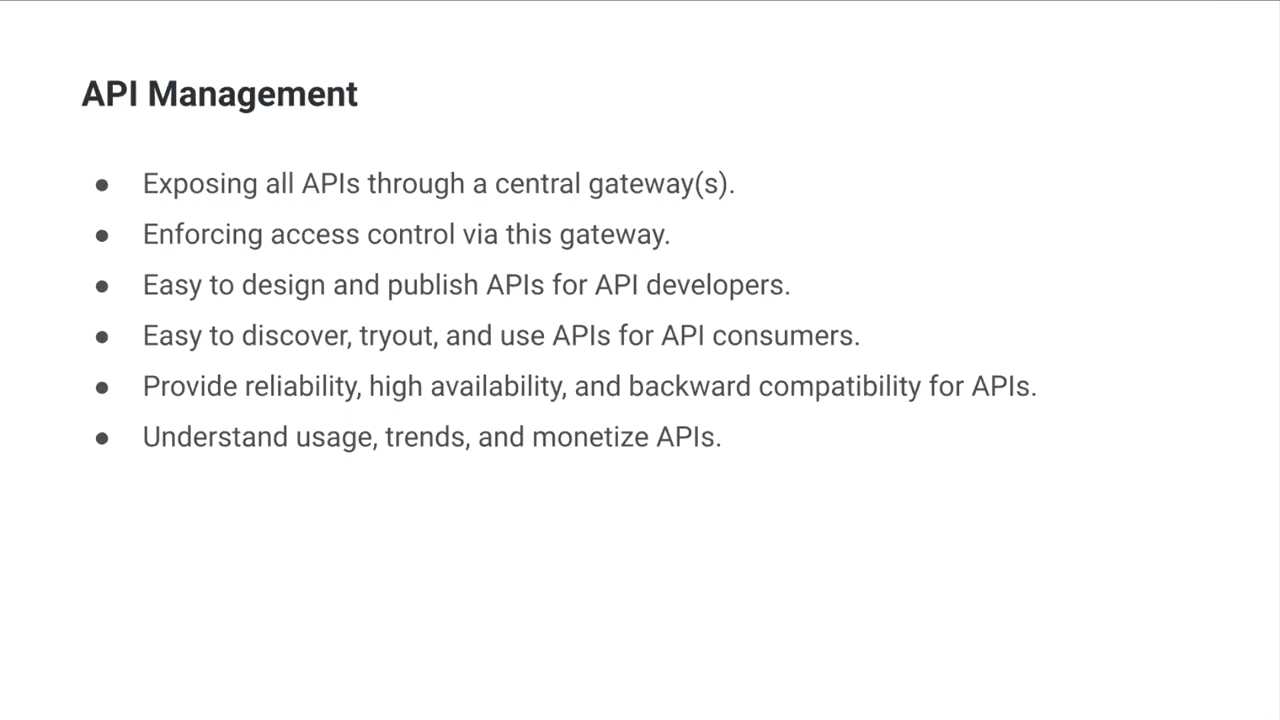 API Management
● Exposing all APIs through a central gateway(s).
● Enforcing access control via this gateway.
● Easy to design and publish APIs for API developers.
● Easy to discover, tryout, and use APIs for API consumers.
● Provide reliability, high availability, and backward compatibility for APIs.
● Understand usage, trends, and monetize APIs.